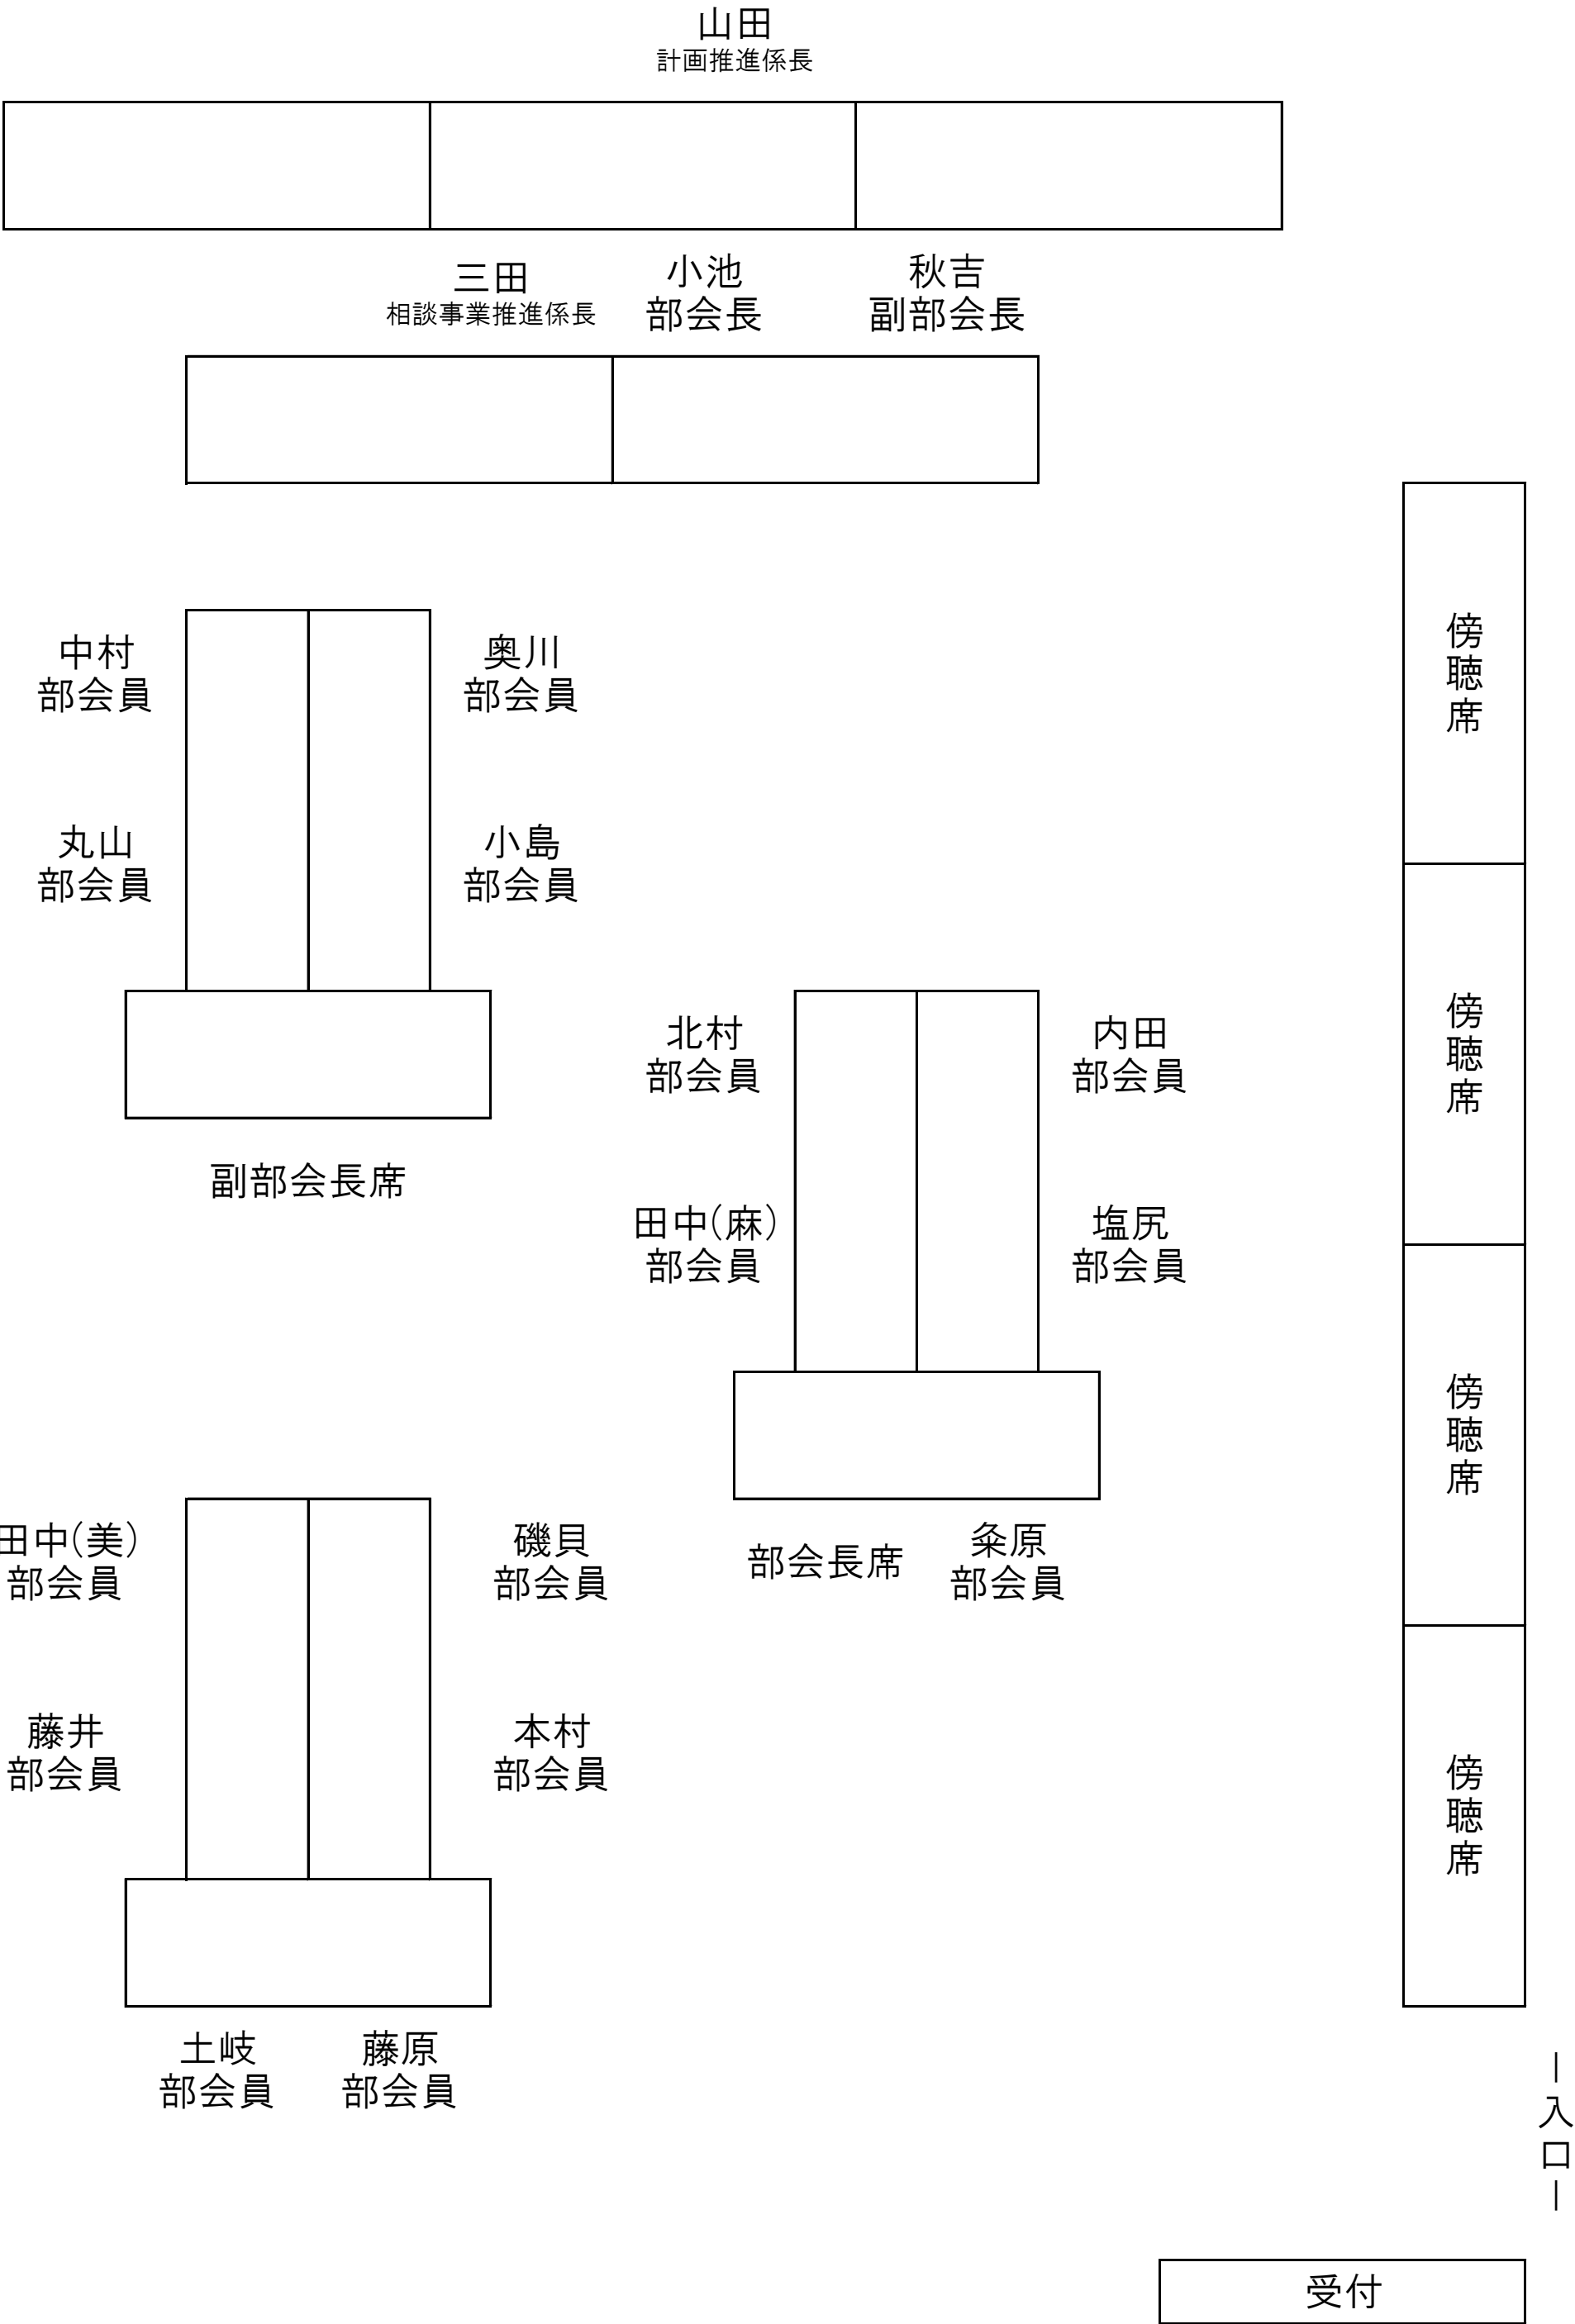 山田
計画推進係長
三田
相談事業推進係長
小池
部会長
秋吉
副部会長
中村
部会員
奥川
部会員
丸山
部会員
小島
部会員
副部会長席
北村
部会員
内田
部会員
田中(麻)
部会員
塩尻
部会員
部会長席
粂原
部会員
田中(美)
部会員
磯貝
部会員
藤井
部会員
本村
部会員
土岐
部会員
藤原
部会員
傍聴席
傍聴席
傍聴席
傍聴席
―入口―
受付